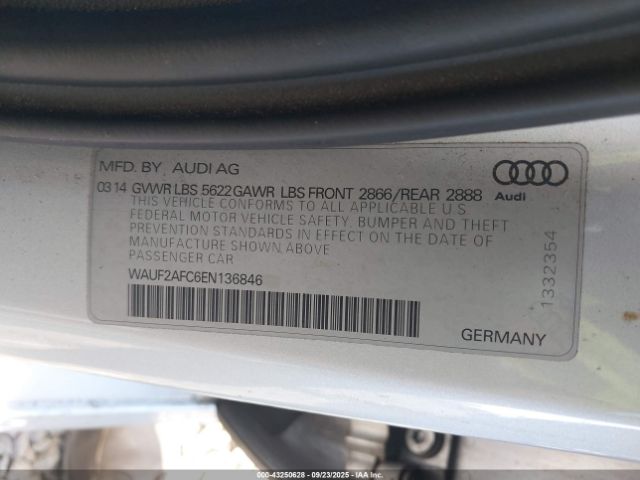 MFD. BY AUDI AG
0314 GVWR LBS 5622 GAWR LBS FRONT 2866/REAR 2888
THIS VEHICLE CONFORMS TO ALL APPLICABLE U.S.
FEDERAL MOTOR VEHICLE SAFETY, BUMPER AND THEFT
PREVENTION STANDARDS IN EFFECT ON THE DATE OF
MANUFACTURE SHOWN ABOVE
PASSENGER CAR
WAUF2AFC6EN136846
Audi
1332354
GERMANY
000-43250628 - 09/23/2025 - IAA, Inc.